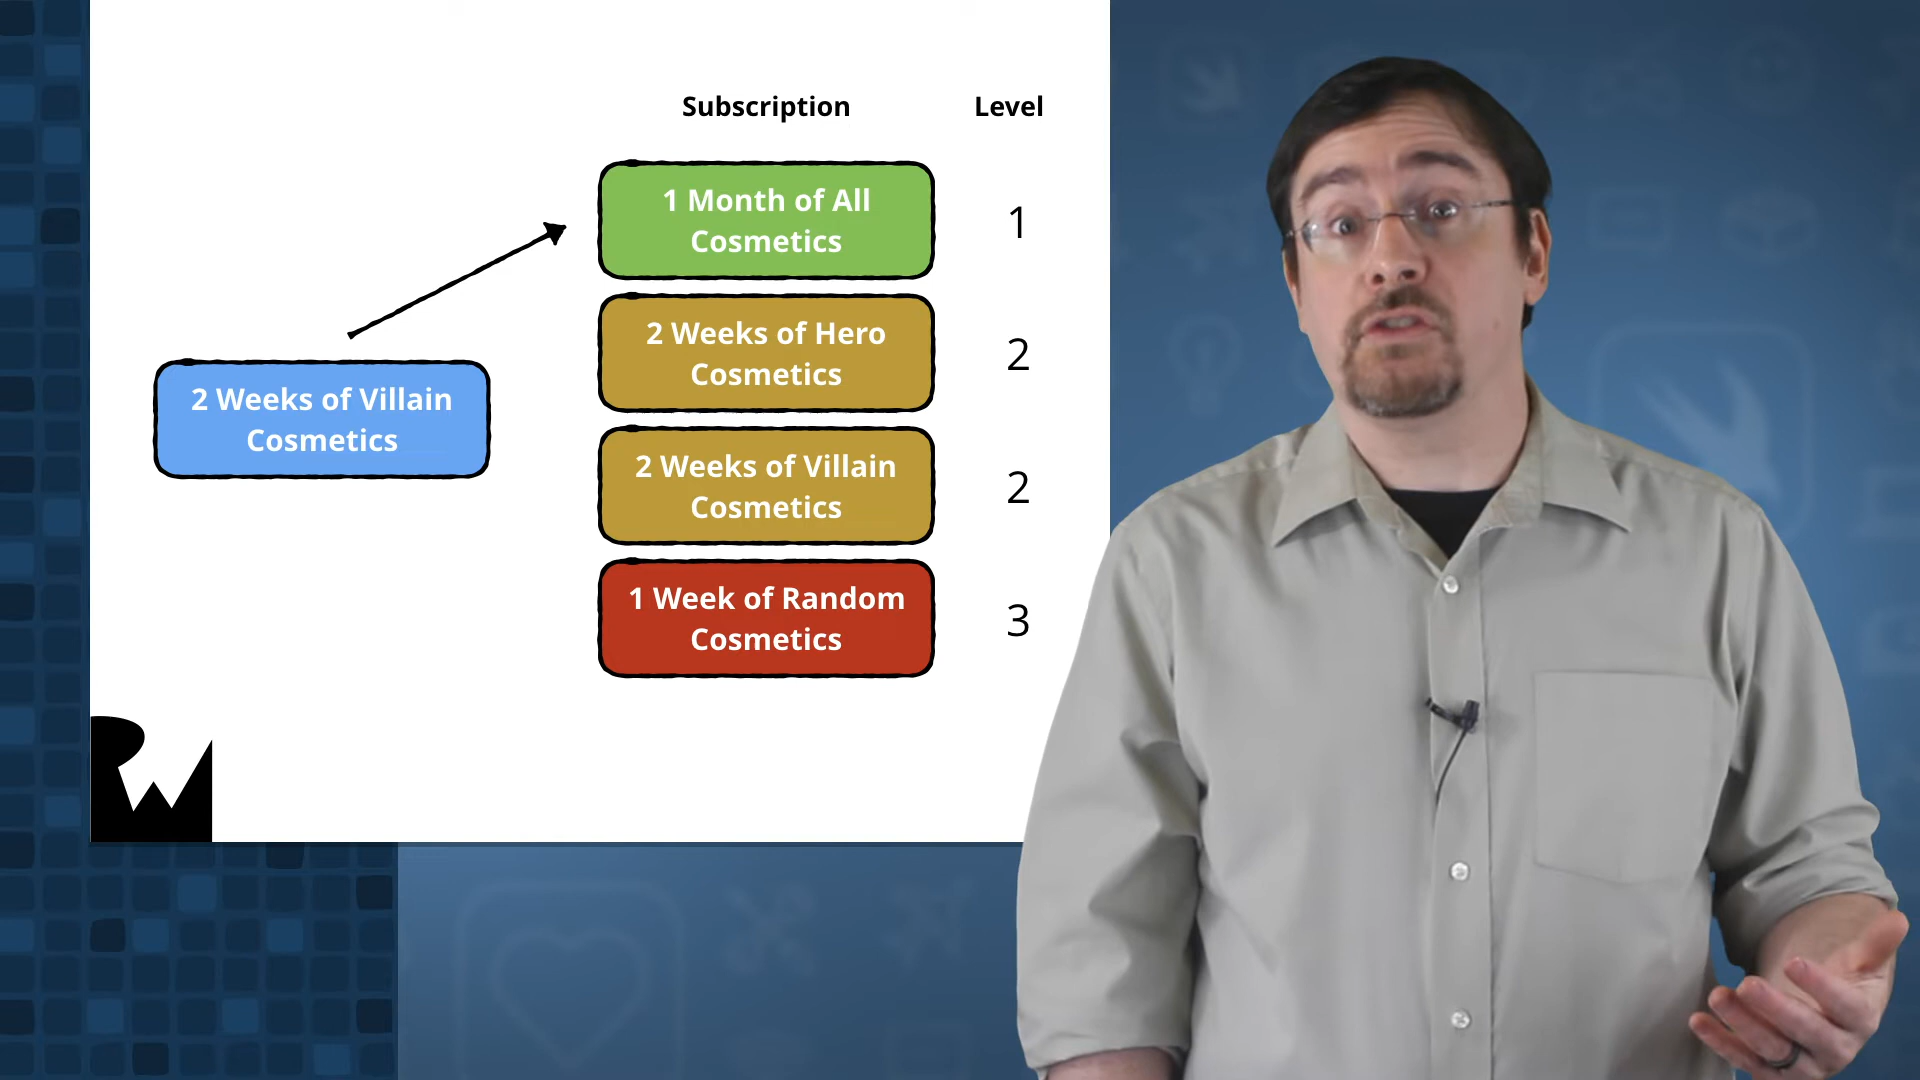 Subscription Level
1 Month of All
Cosmetics
1
2 Weeks of Hero
Cosmetics
2
2 Weeks of Villain
Cosmetics
2 Weeks of Villain
Cosmetics
2
1 Week of Random
Cosmetics
3
RW